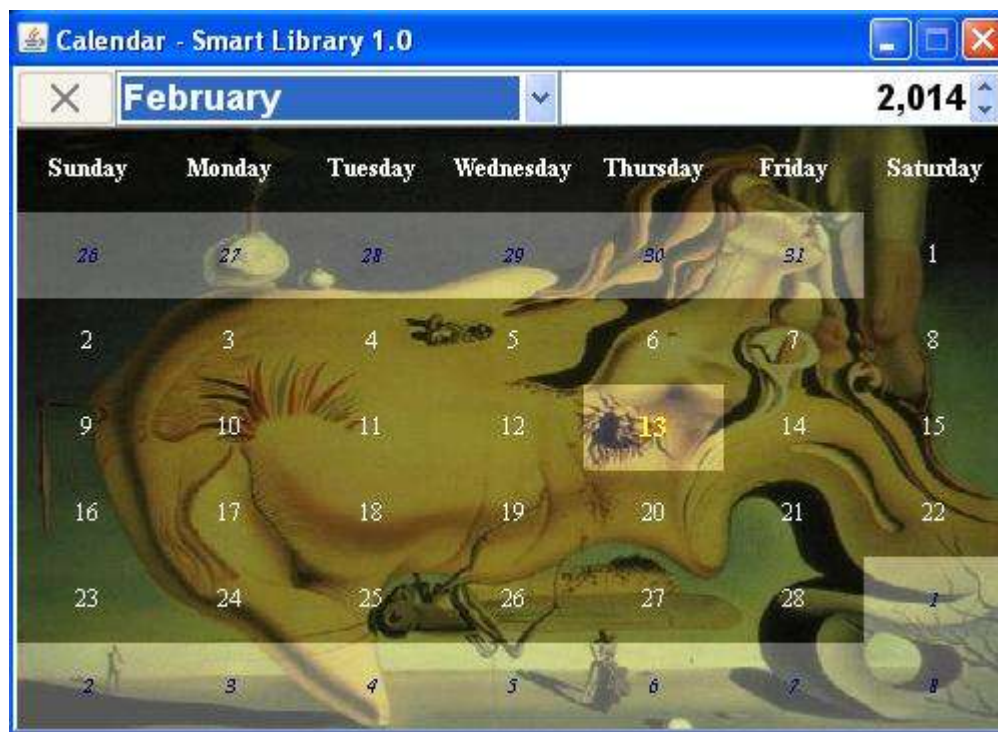 Calendar - Smart Library 1.0
February 2,014
Sunday Monday Tuesday Wednesday Thursday Friday Saturday
26 27 28 29 30 31 1
2 3 4 5 6 7 8
9 10 11 12 13 14 15
16 17 18 19 20 21 22
23 24 25 26 27 28 1
2 3 4 5 6 7 8